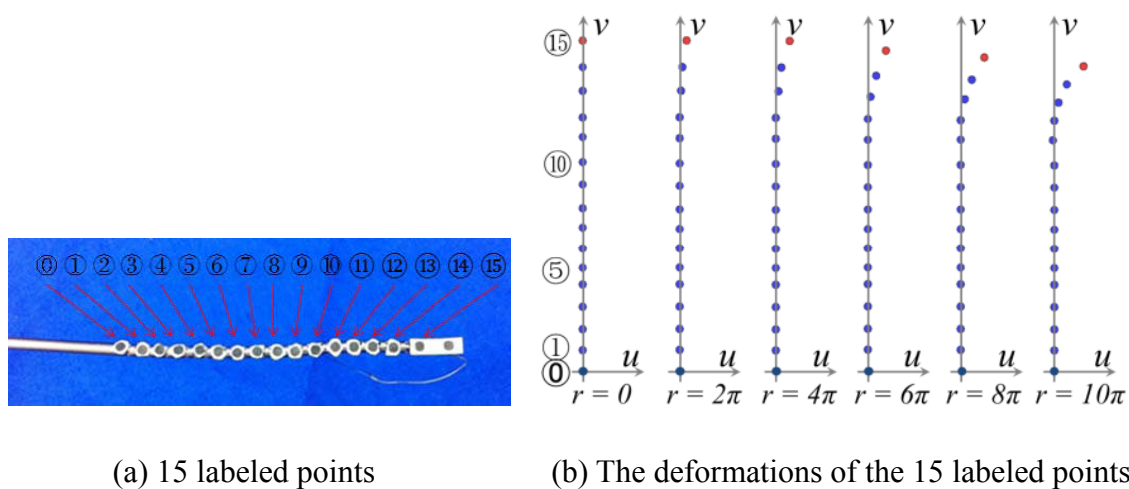 ⓪ ① ② ③ ④ ⑤ ⑥ ⑦ ⑧ ⑨ ⑩ ⑪ ⑫ ⑬ ⑭ ⑮
(a) 15 labeled points
v v v v v v
⑮
⑩
⑤
①
⓪
u u u u u u
r = 0 r = 2π r = 4π r = 6π r = 8π r = 10π
(b) The deformations of the 15 labeled points